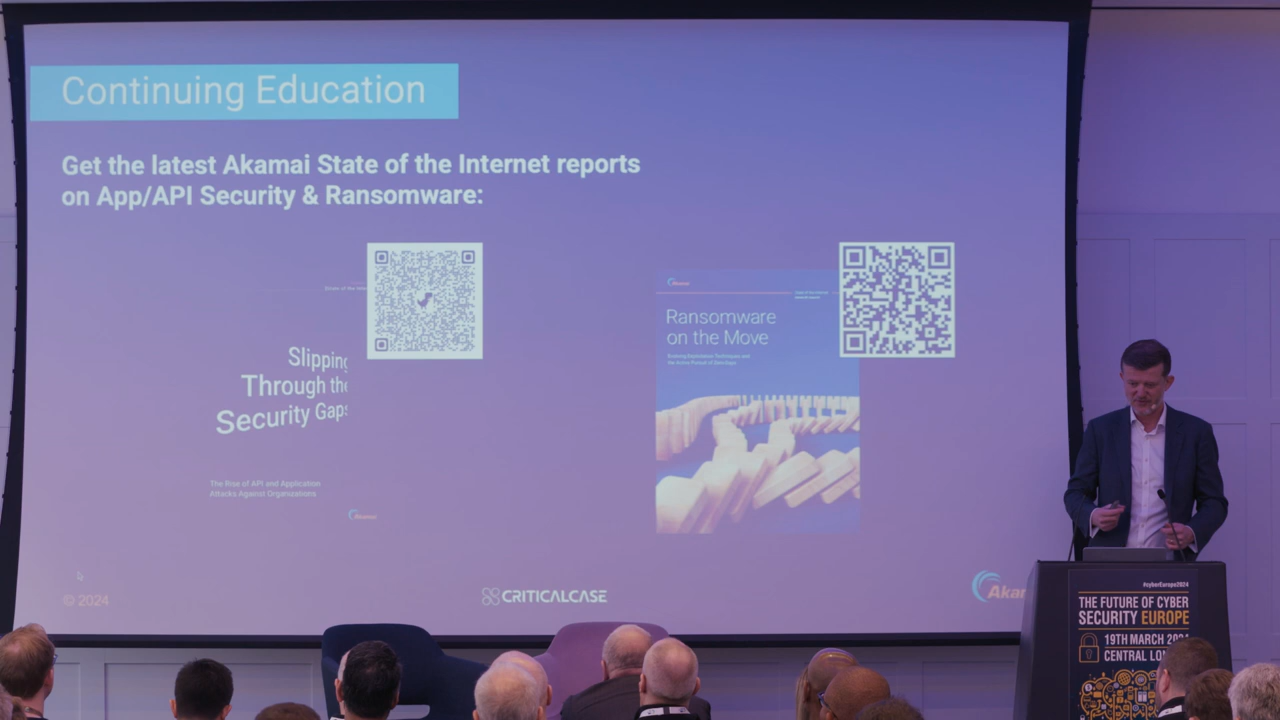 Continuing Education
Get the latest Akamai State of the Internet reports
on App/API Security & Ransomware:
Slipping
Through the
Security Gaps
The Rise of API and Application
Attacks Against Organizations
Akamai
Akamai
Ransomware
on the Move
© 2024
CRITICALCASE
Akam
#cyberEurope2024
THE FUTURE OF CYBER
SECURITY EUROPE
19TH MARCH 2024
CENTRAL LON